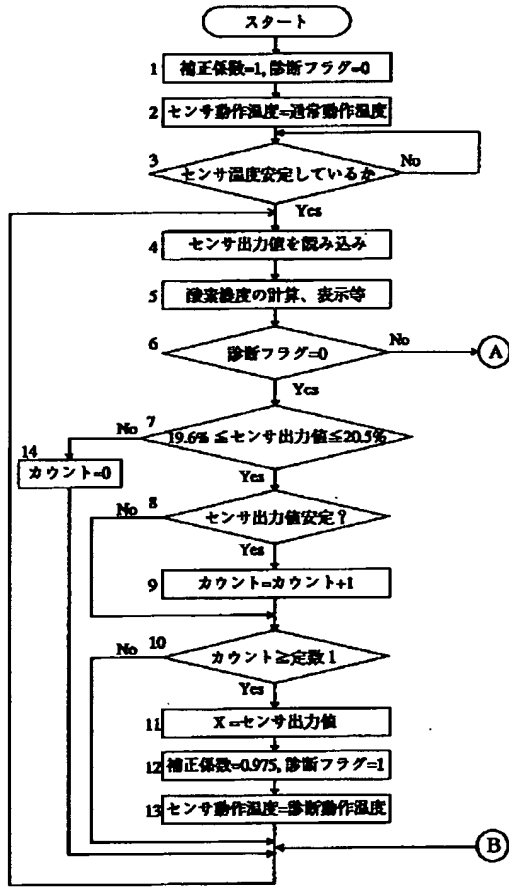 スタート
1 補正係数=1, 診断フラグ=0
2 センサ動作温度=通常動作温度
3 センサ温度安定しているか No
Yes
4 センサ出力値を読み込み
5 酸素濃度の計算、表示等
6 診断フラグ=0 No A
Yes
7 No 19.6%≦センサ出力値≦20.5%
Yes
14 カウント=0
8 No センサ出力値安定?
Yes
9 カウント=カウント+1
10 No カウント≧定数1
Yes
11 X=センサ出力値
12 補正係数=0.975, 診断フラグ=1
13 センサ動作温度=診断動作温度
B